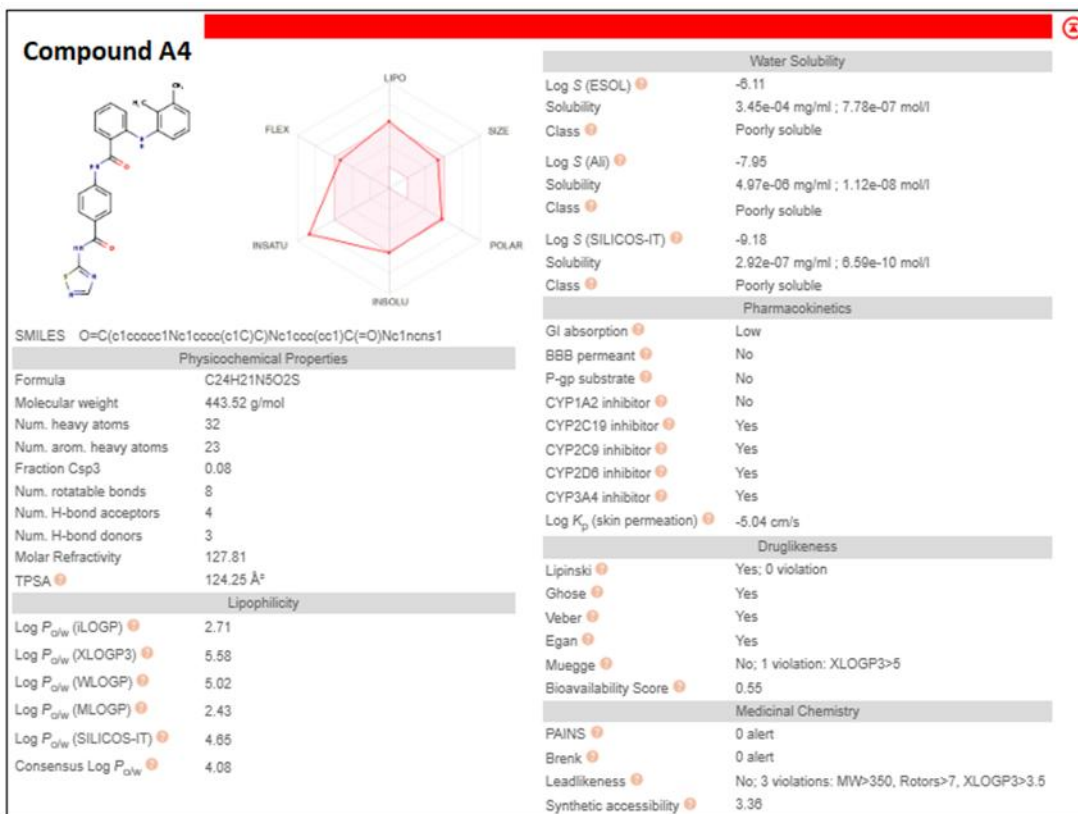 Compound A4
LIPO
SIZE
POLAR
INSOLU
INSATU
FLEX
SMILES O=C(c1ccccc1Nc1cccc(c1C)C)Nc1ccc(cc1)C(=O)Nc1ncns1
Physicochemical Properties
Formula C24H21N5O2S
Molecular weight 443.52 g/mol
Num. heavy atoms 32
Num. arom. heavy atoms 23
Fraction Csp3 0.08
Num. rotatable bonds 8
Num. H-bond acceptors 4
Num. H-bond donors 3
Molar Refractivity 127.81
TPSA ? 124.25 Å²
Lipophilicity
Log Po/w (iLOGP) ? 2.71
Log Po/w (XLOGP3) ? 5.58
Log Po/w (WLOGP) ? 5.02
Log Po/w (MLOGP) ? 2.43
Log Po/w (SILICOS-IT) ? 4.65
Consensus Log Po/w ? 4.08
Water Solubility
Log S (ESOL) ? -6.11
Solubility 3.45e-04 mg/ml ; 7.78e-07 mol/l
Class ? Poorly soluble
Log S (Ali) ? -7.95
Solubility 4.97e-06 mg/ml ; 1.12e-08 mol/l
Class ? Poorly soluble
Log S (SILICOS-IT) ? -9.18
Solubility 2.92e-07 mg/ml ; 6.59e-10 mol/l
Class ? Poorly soluble
Pharmacokinetics
GI absorption ? Low
BBB permeant ? No
P-gp substrate ? No
CYP1A2 inhibitor ? No
CYP2C19 inhibitor ? Yes
CYP2C9 inhibitor ? Yes
CYP2D6 inhibitor ? Yes
CYP3A4 inhibitor ? Yes
Log Kp (skin permeation) ? -5.04 cm/s
Druglikeness
Lipinski ? Yes; 0 violation
Ghose ? Yes
Veber ? Yes
Egan ? Yes
Muegge ? No; 1 violation: XLOGP3>5
Bioavailability Score ? 0.55
Medicinal Chemistry
PAINS ? 0 alert
Brenk ? 0 alert
Leadlikeness ? No; 3 violations: MW>350, Rotors>7, XLOGP3>3.5
Synthetic accessibility ? 3.36